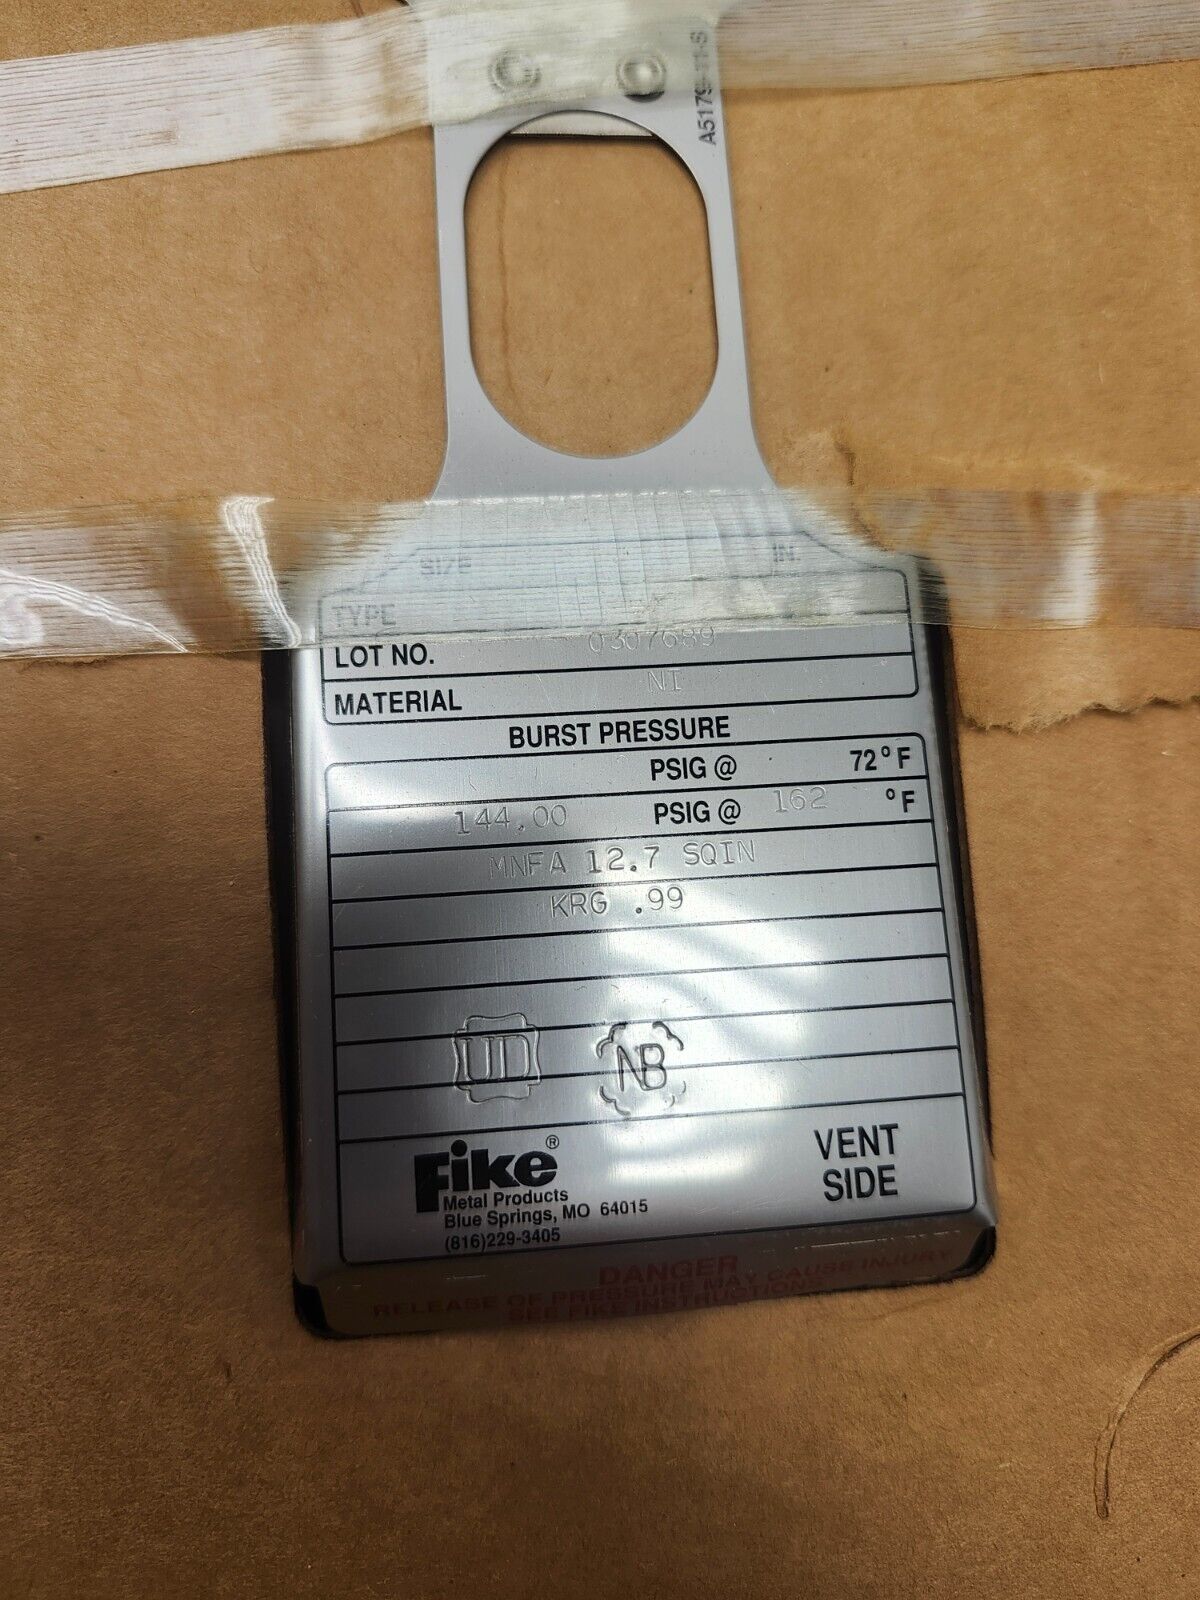 SIZE IN.
TYPE
LOT NO. 0307689
MATERIAL NI
BURST PRESSURE
PSIG @ 72°F
144.00 PSIG @ 162 °F
MNFA 12.7 SQIN
KRG .99
UD NB
Fike®
Metal Products
Blue Springs, MO 64015
(816)229-3405
VENT
SIDE
DANGER
RELEASE OF PRESSURE MAY CAUSE INJURY
SEE FIKE INSTRUCTIONS